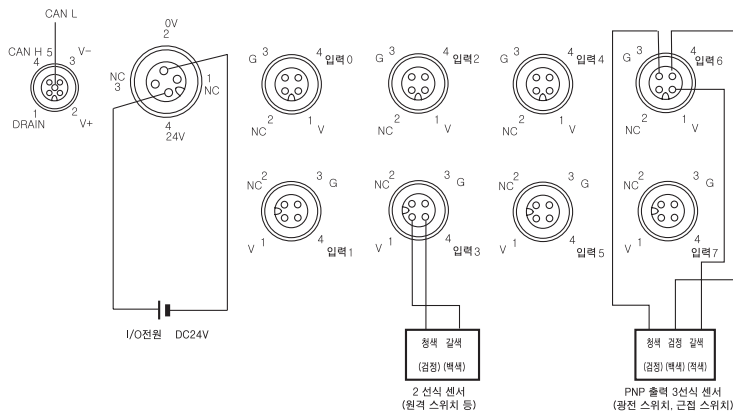 CAN L
CAN H 5 V-
4 3
1 2
DRAIN V+
0V
2
NC
3
1
NC
4
24V
I/O전원 DC24V
G 3 4 입력0
2 1
NC V
G 3 4 입력2
2 1
NC V
G 3 4 입력4
2 1
NC V
G 3 4 입력6
2 1
NC V
NC 2 3 G
V 1 4
입력1
NC 2 3 G
V 1 4
입력3
NC 2 3 G
V 1 4
입력5
NC 2 3 G
V 1 4
입력7
청색 갈색
(검정) (백색)
2 선식 센서
(원격 스위치 등)
청색 검정 갈색
(검정) (백색) (적색)
PNP 출력 3선식 센서
(광전 스위치, 근접 스위치)